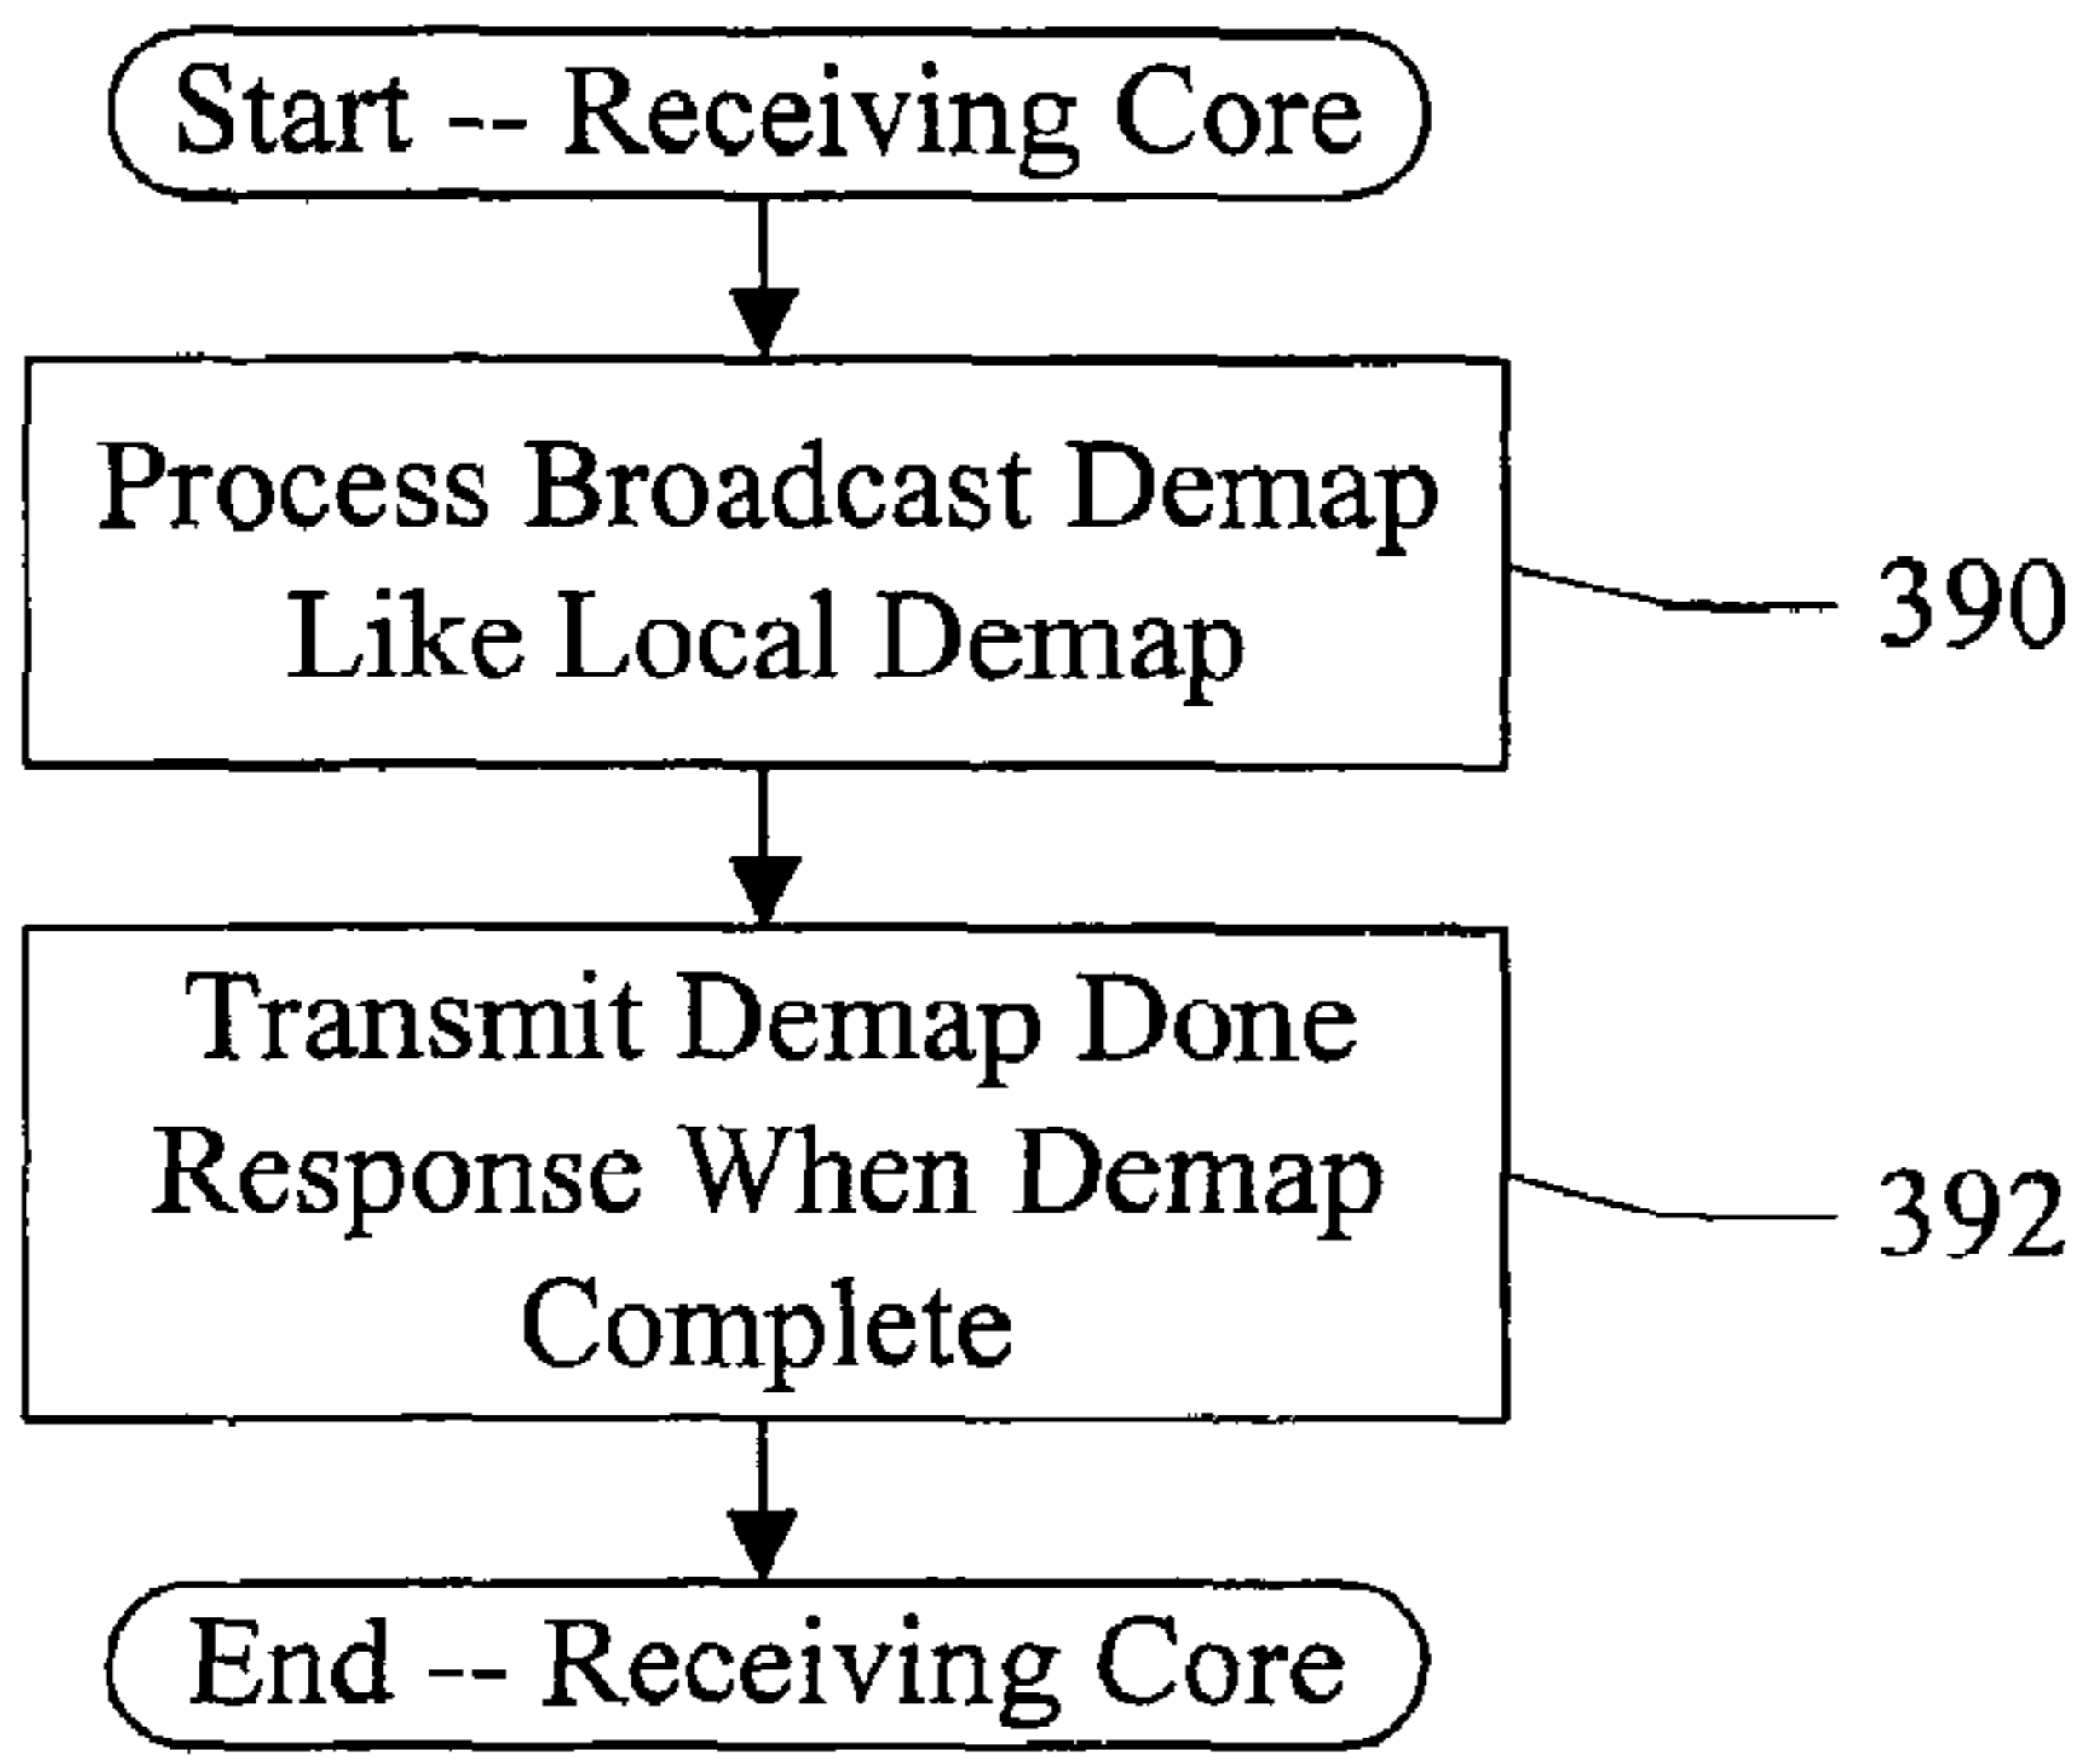 Start -- Receiving Core
Process Broadcast Demap
Like Local Demap
390
Transmit Demap Done
Response When Demap
Complete
392
End -- Receiving Core